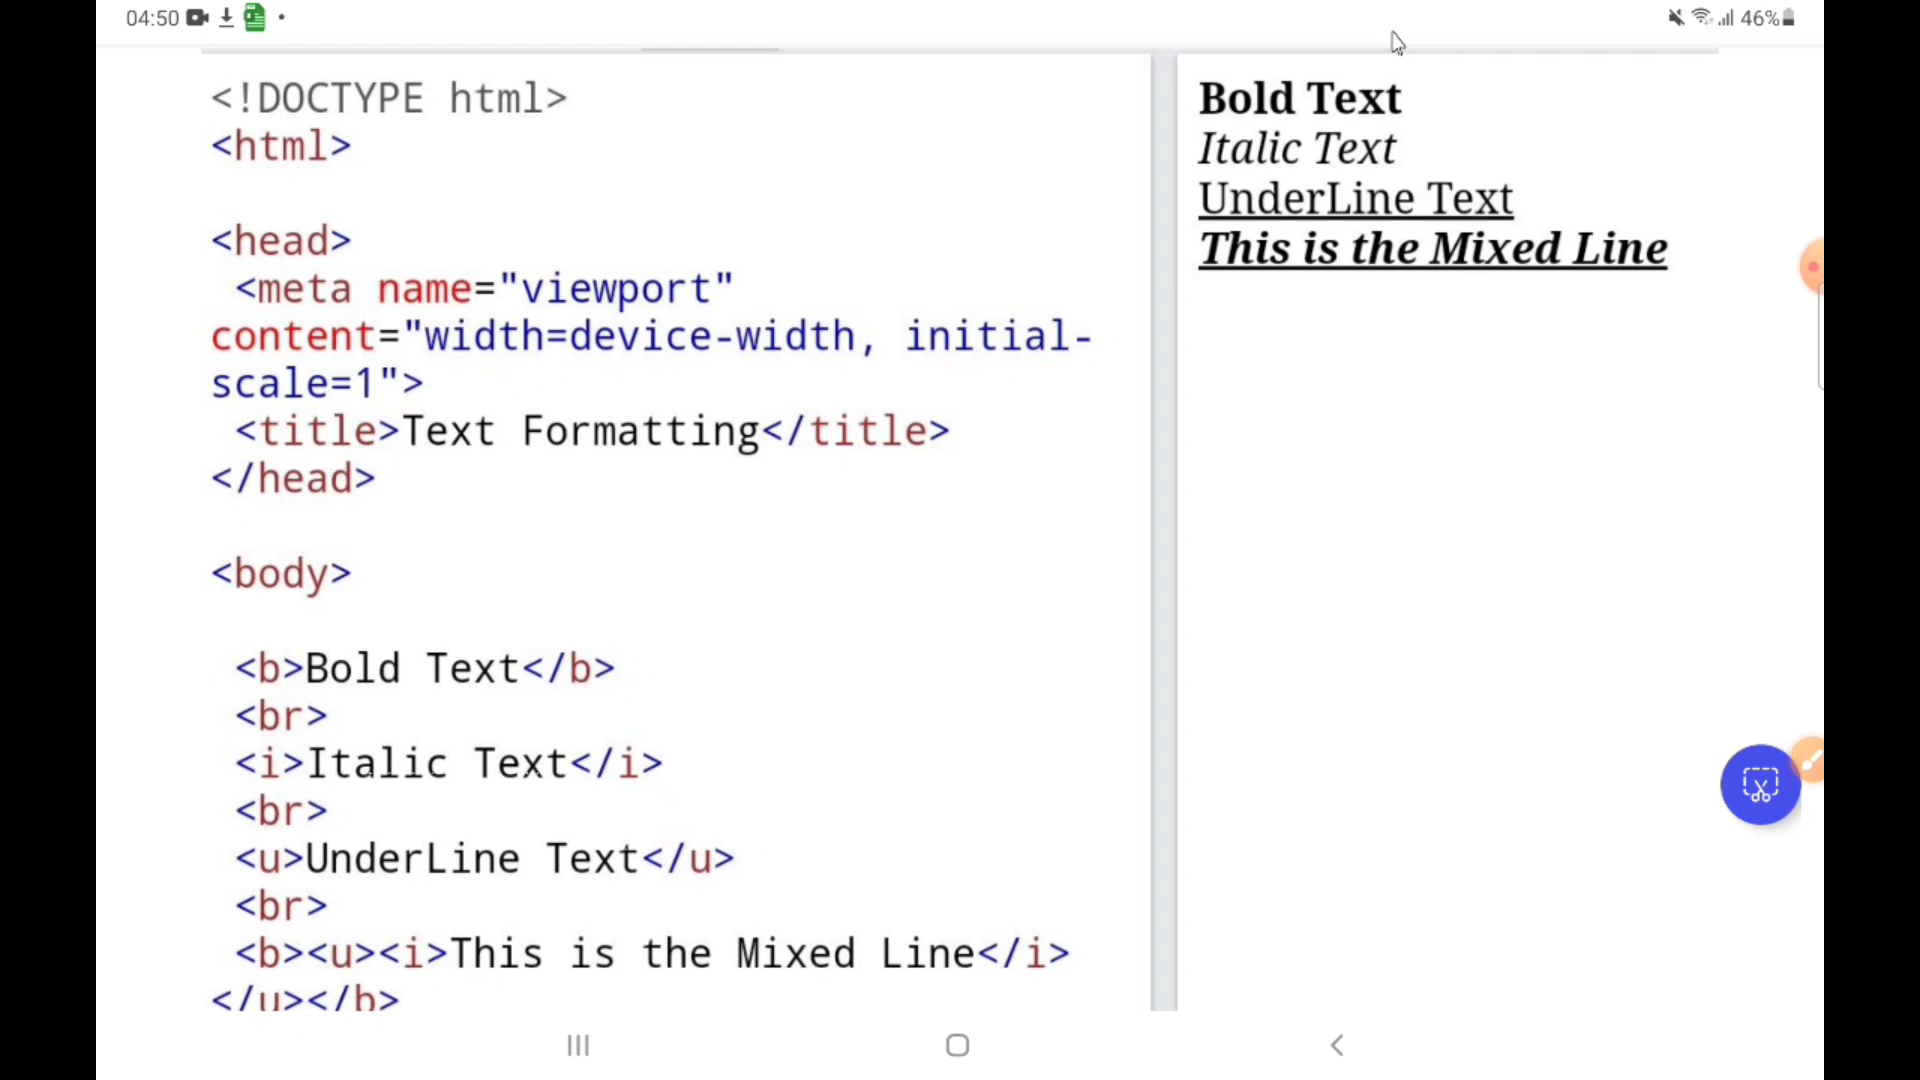 04:50
46%
<!DOCTYPE html>
<html>
<head>
<meta name="viewport"
content="width=device-width, initial-
scale=1">
<title>Text Formatting</title>
</head>
<body>
<b>Bold Text</b>
<br>
<i>Italic Text</i>
<br>
<u>UnderLine Text</u>
<br>
<b><u><i>This is the Mixed Line</i>
</u></b>
Bold Text
Italic Text
UnderLine Text
This is the Mixed Line